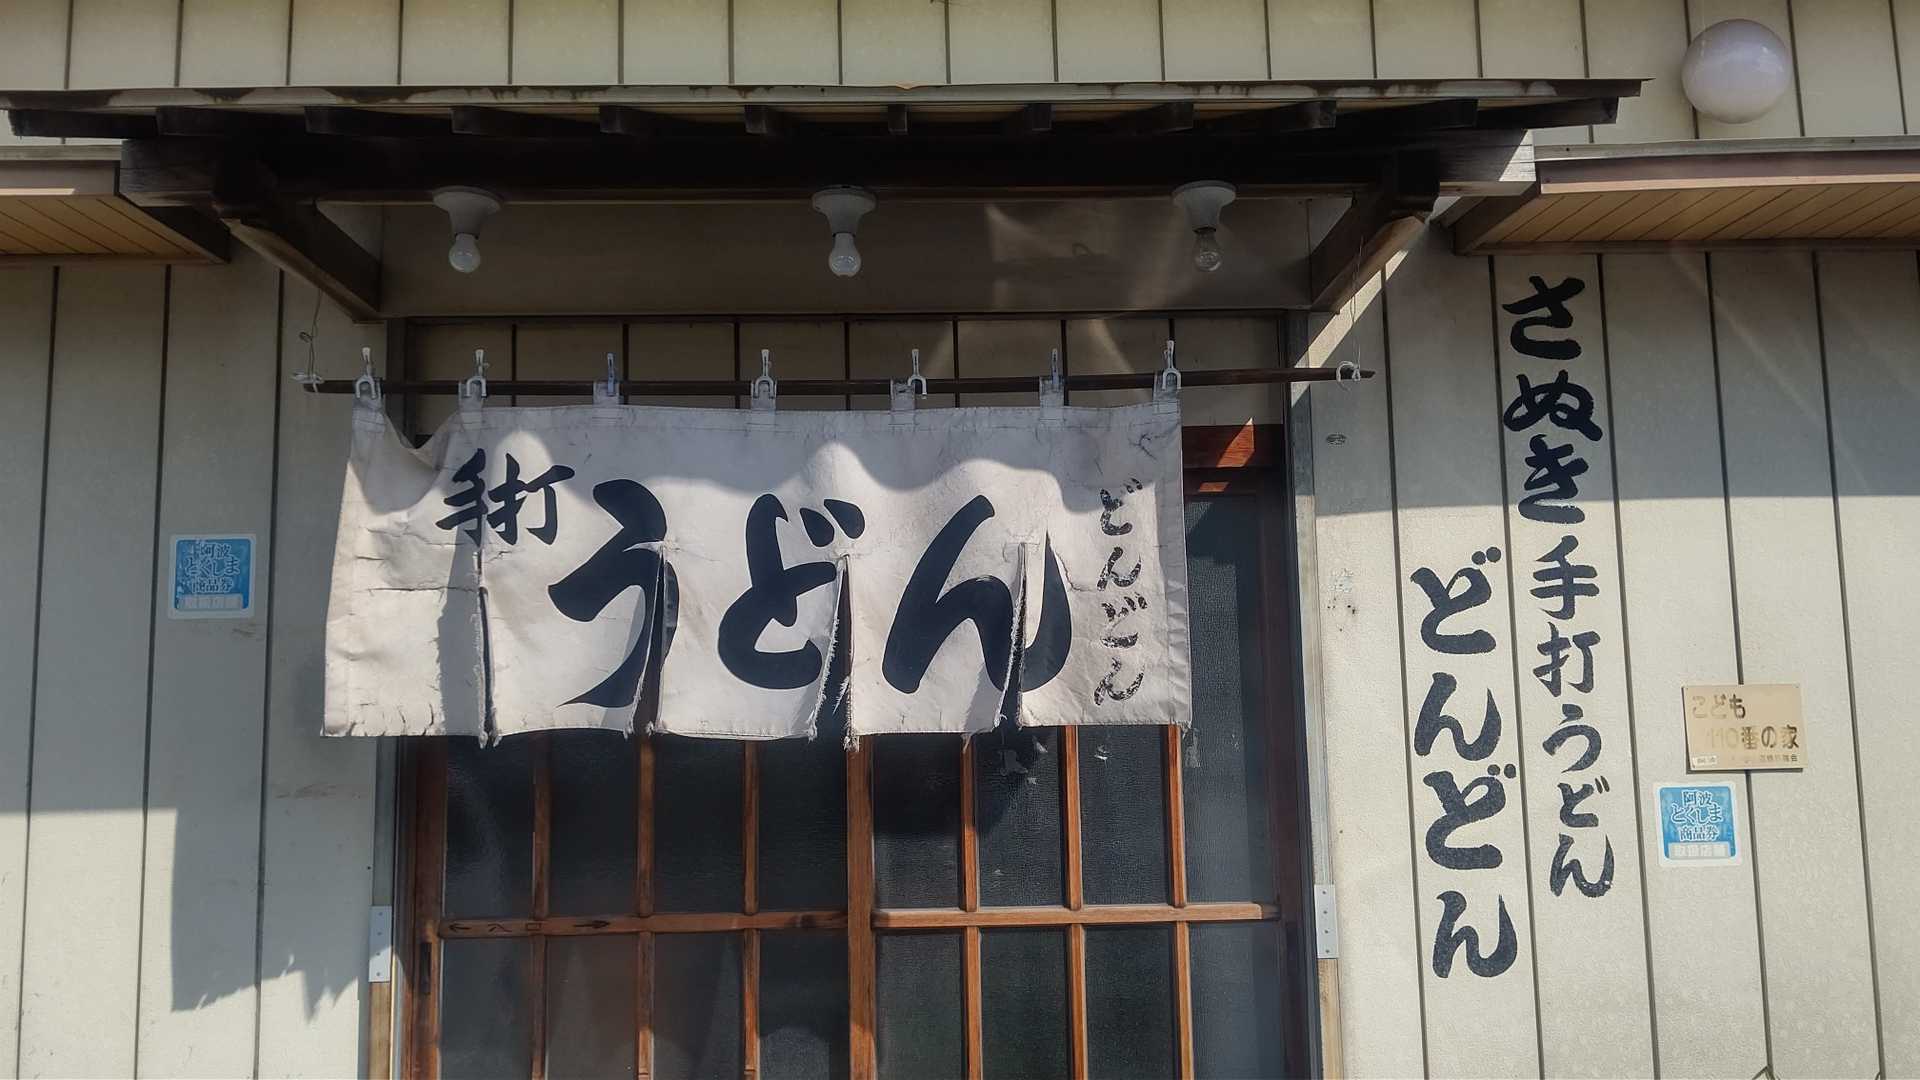 手打
うどん
どんどん
さぬき手打うどん
どんどん
阿波
とくしま
商品券
取扱店舗
こども
110番の家
阿波
とくしま
商品券
取扱店舗
←入口→